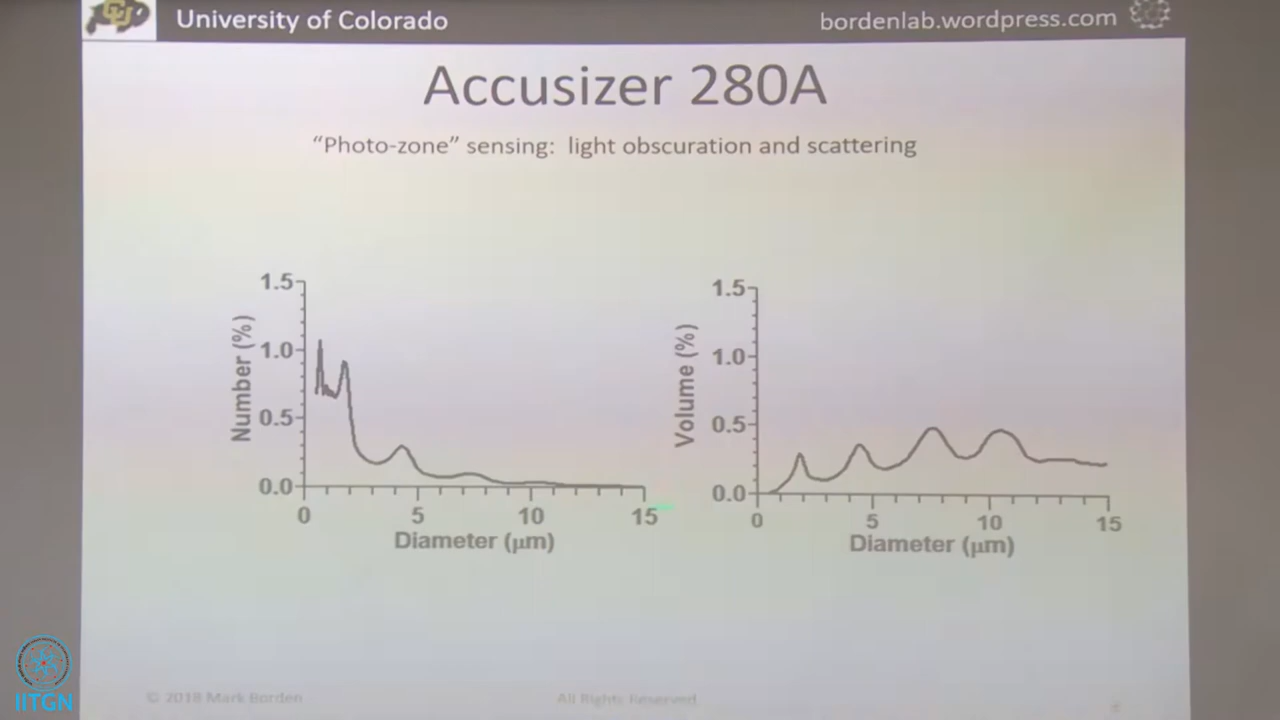 CU
University of Colorado
bordenlab.wordpress.com
Accusizer 280A
“Photo-zone” sensing: light obscuration and scattering
Number (%)
1.5
1.0
0.5
0.0
0
5
10
15
Diameter (μm)
Volume (%)
1.5
1.0
0.5
0.0
0
5
10
15
Diameter (μm)
© 2018 Mark Borden
All Rights Reserved
IITGN